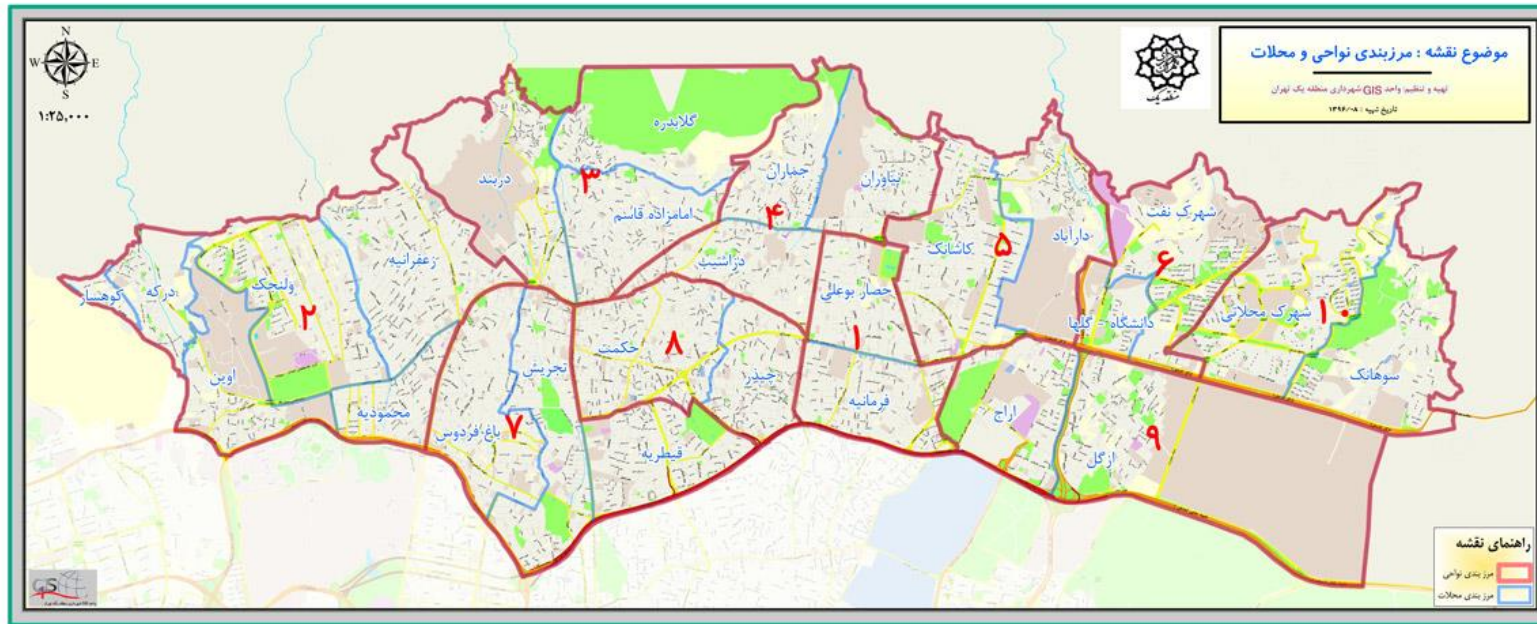 N
W E
S
۱:۲۵,۰۰۰
موضوع نقشه : مرزبندی نواحی و محلات
تهیه و تنظیم: واحد GIS شهرداری منطقه یک تهران
تاریخ تهیه : ۱۳۹۶/۰۸
منطقه یک
گلابدره
دربند
۳
جماران
نیاوران
امامزاده قاسم
۴
شهرک نفت
دارآباد
۵
کاشانک
۶
زعفرانیه
دزاشیب
حصار بوعلی
ولنجک
درکه
کوهسار
۲
دانشگاه - گلها
شهرک محلاتی
۱۰
سوهانک
۸
حکمت
۱
چیذر
تجریش
اوین
محمودیه
فرمانیه
اراج
باغ فردوس
۷
قیطریه
ازگل
۹
راهنمای نقشه
مرز بندی نواحی
مرز بندی محلات
GIS